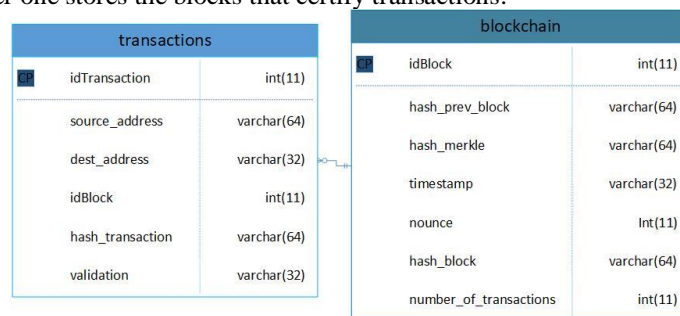 er one stores the blocks that certify transactions.
transactions
CP idTransaction int(11)
source_address varchar(64)
dest_address varchar(32)
idBlock int(11)
hash_transaction varchar(64)
validation varchar(32)
blockchain
CP idBlock int(11)
hash_prev_block varchar(64)
hash_merkle varchar(64)
timestamp varchar(32)
nounce Int(11)
hash_block varchar(64)
number_of_transactions int(11)